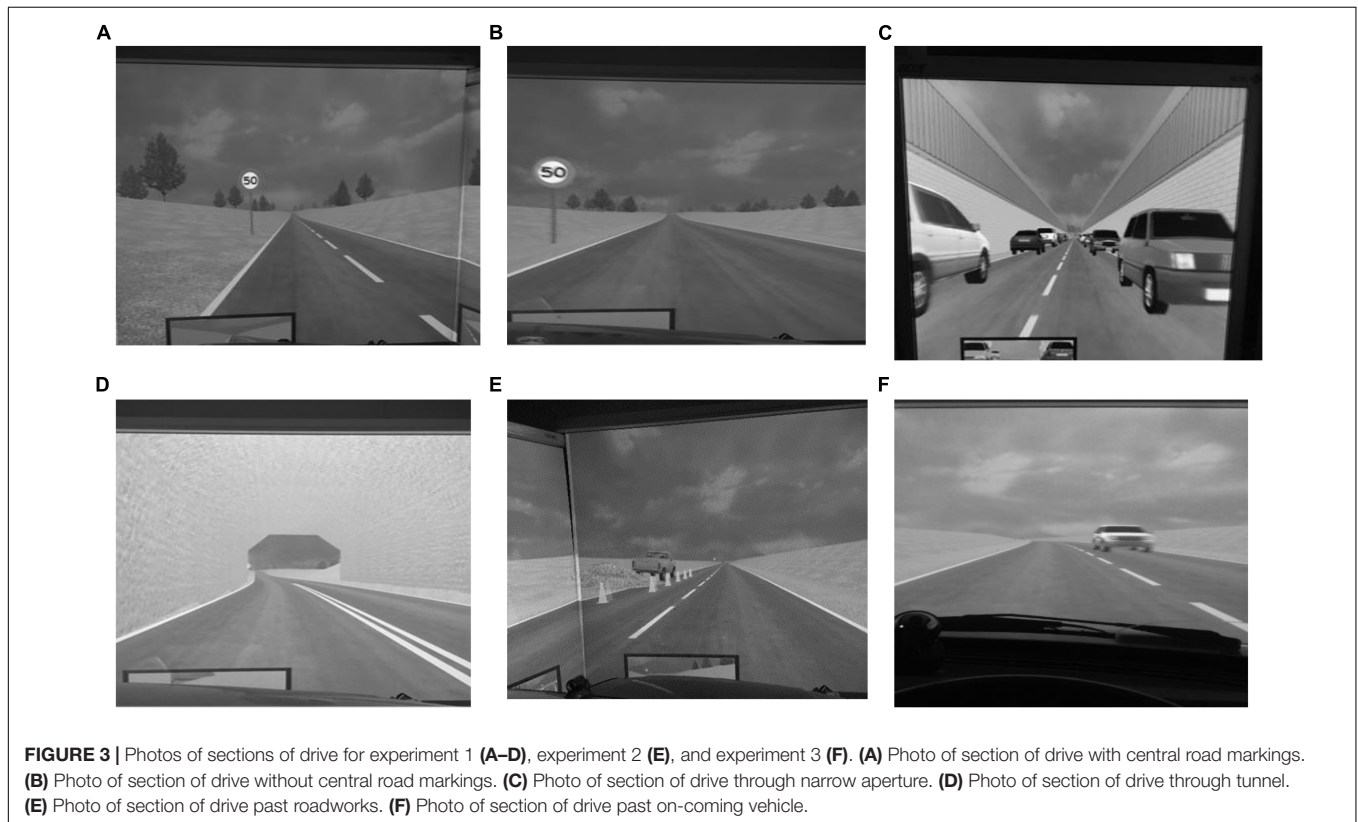 A
B
C
50
50
D
E
F
FIGURE 3 | Photos of sections of drive for experiment 1 (A–D), experiment 2 (E), and experiment 3 (F). (A) Photo of section of drive with central road markings.
(B) Photo of section of drive without central road markings. (C) Photo of section of drive through narrow aperture. (D) Photo of section of drive through tunnel.
(E) Photo of section of drive past roadworks. (F) Photo of section of drive past on-coming vehicle.